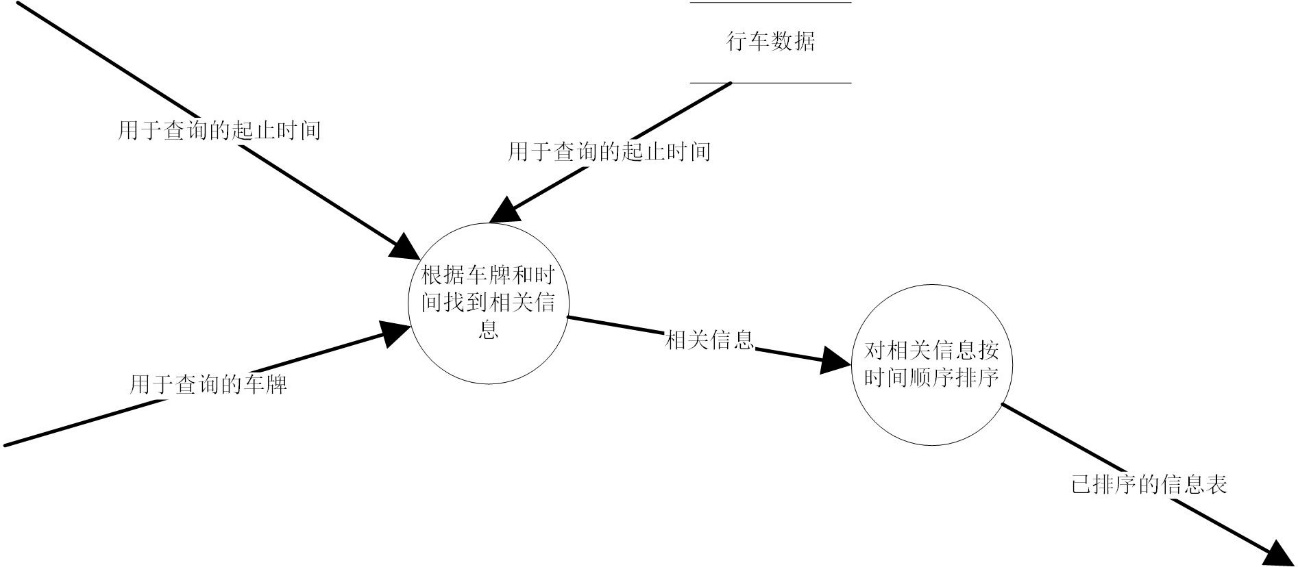 行车数据
用于查询的起止时间
用于查询的起止时间
根据车牌和时
间找到相关信
息
用于查询的车牌
相关信息
对相关信息按
时间顺序排序
已排序的信息表